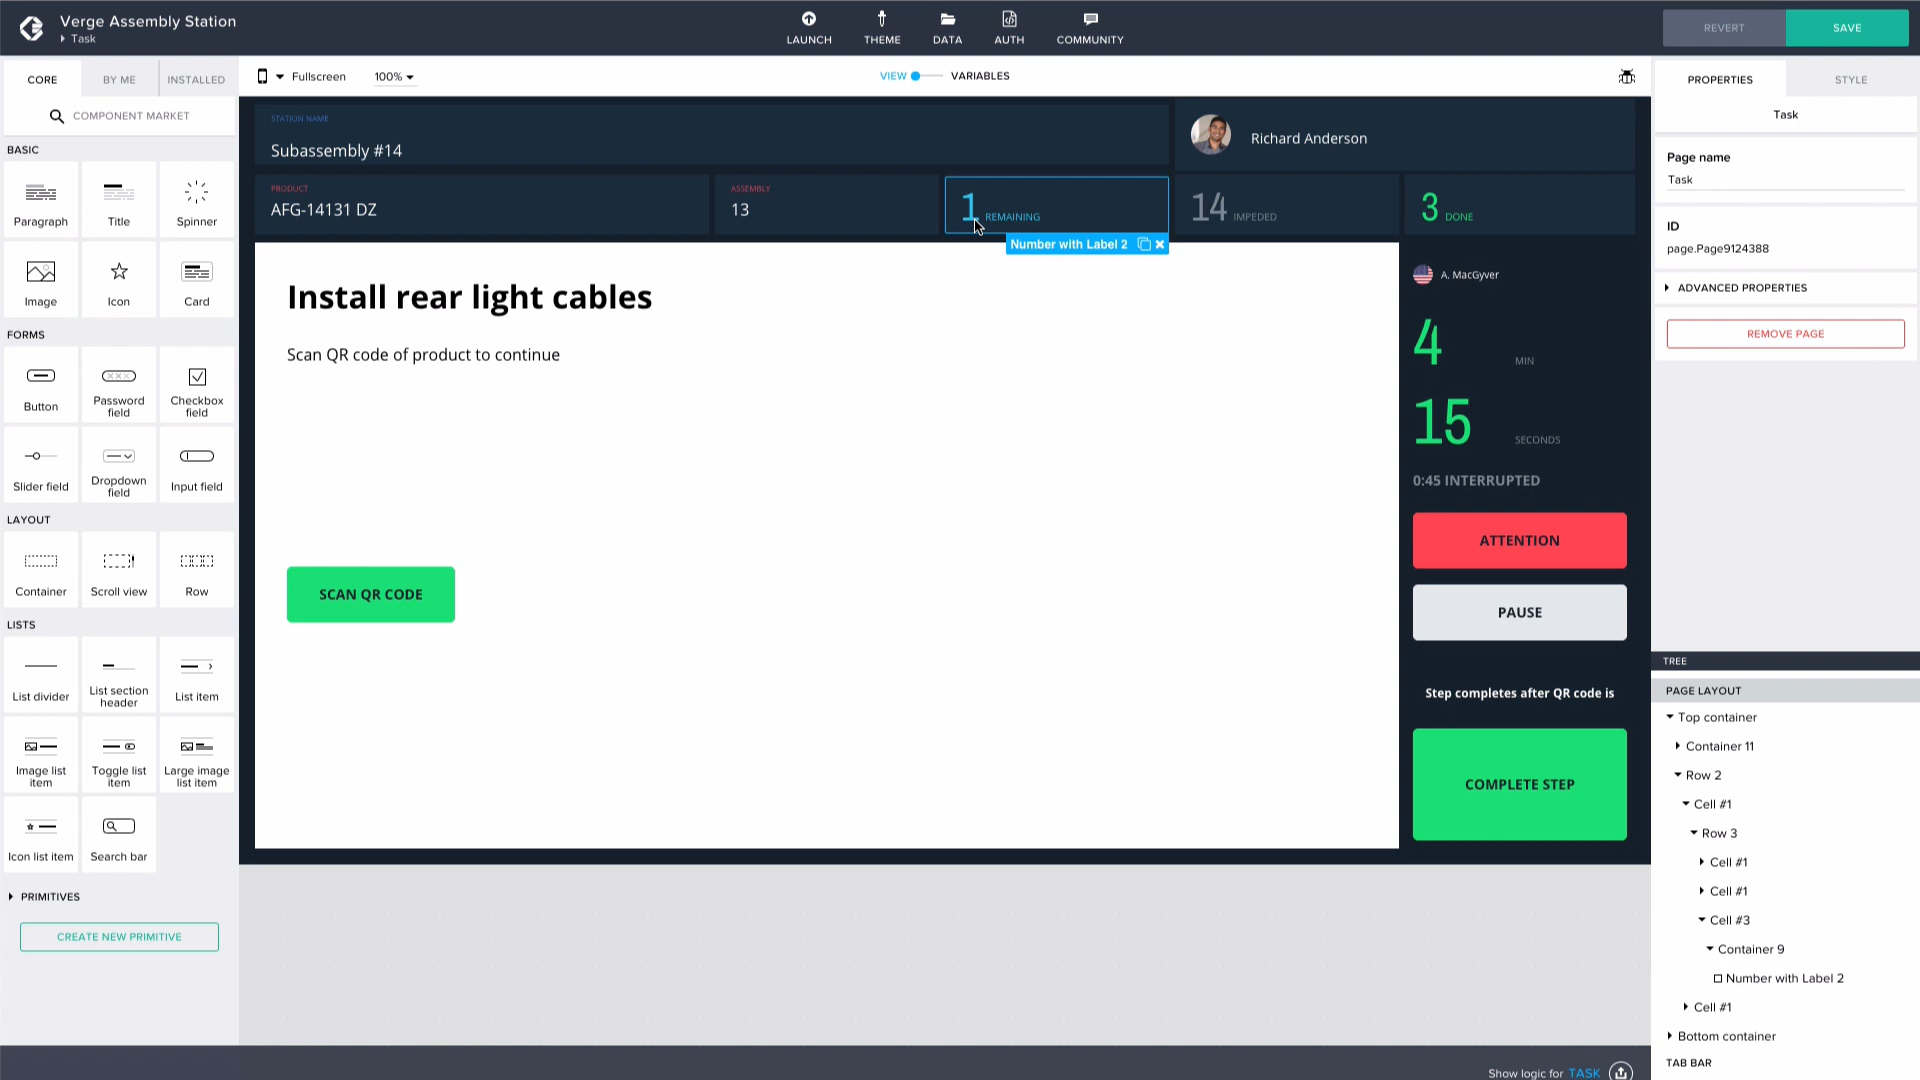 Verge Assembly Station
Task
LAUNCH
THEME
DATA
AUTH
COMMUNITY
REVERT
SAVE
CORE
BY ME
INSTALLED
COMPONENT MARKET
BASIC
Paragraph
Title
Spinner
Image
Icon
Card
FORMS
Button
Password
field
Checkbox
field
Slider field
Dropdown
field
Input field
LAYOUT
Container
Scroll view
Row
LISTS
List divider
List section
header
List item
Image list
item
Toggle list
item
Large image
list item
Icon list item
Search bar
PRIMITIVES
CREATE NEW PRIMITIVE
Fullscreen
100%
VIEW
VARIABLES
STATION NAME
Subassembly #14
Richard Anderson
PRODUCT
AFG-14131 DZ
ASSEMBLY
13
1 REMAINING
14 IMPEDED
3 DONE
Number with Label 2
Install rear light cables
Scan QR code of product to continue
SCAN QR CODE
A. MacGyver
4 MIN
15 SECONDS
0:45 INTERRUPTED
ATTENTION
PAUSE
Step completes after QR code is
COMPLETE STEP
Show logic for TASK
PROPERTIES
STYLE
Task
Page name
Task
ID
page.Page9124388
ADVANCED PROPERTIES
REMOVE PAGE
TREE
PAGE LAYOUT
Top container
Container 11
Row 2
Cell #1
Row 3
Cell #1
Cell #1
Cell #3
Container 9
Number with Label 2
Cell #1
Bottom container
TAB BAR